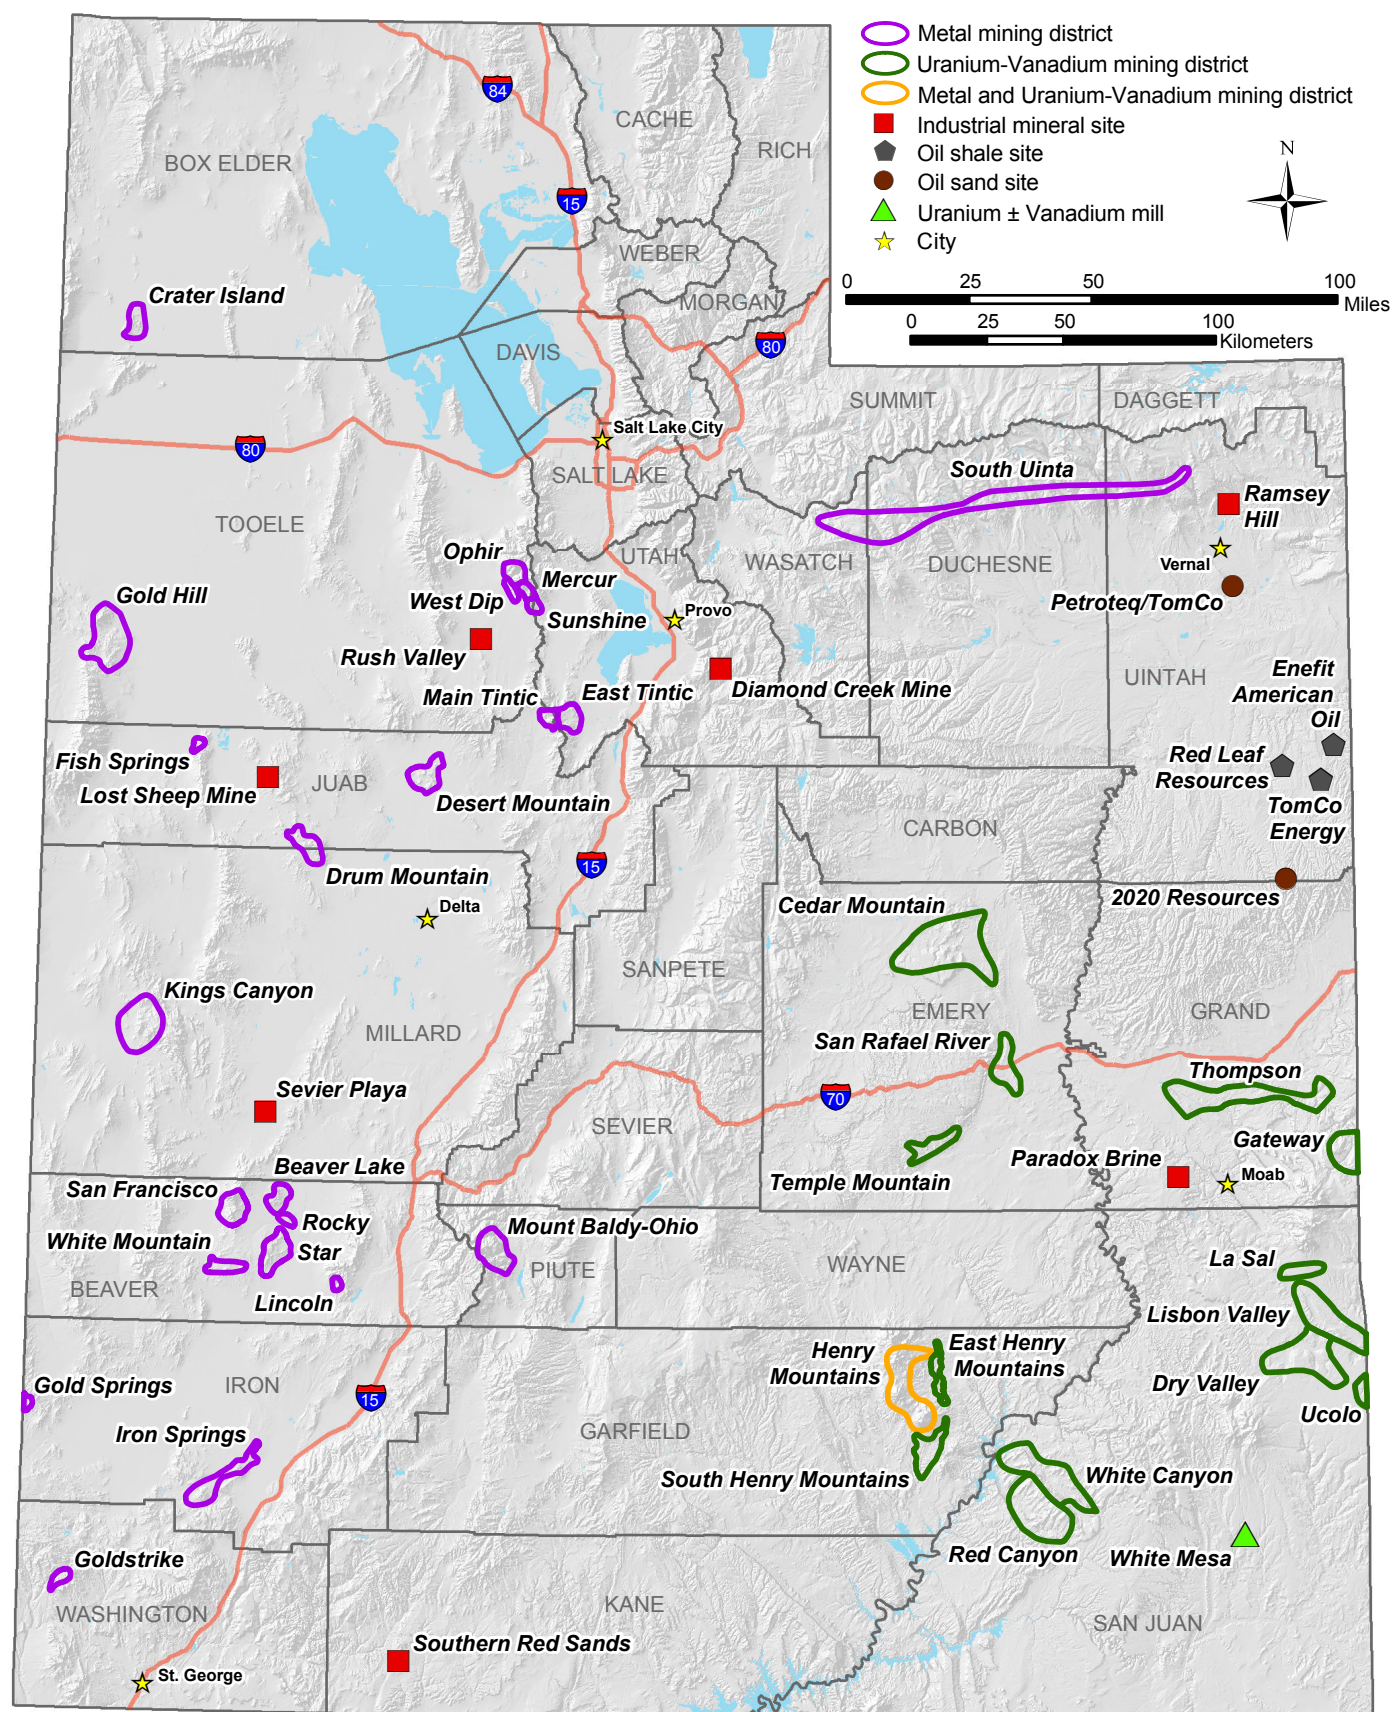 Metal mining district
Uranium-Vanadium mining district
Metal and Uranium-Vanadium mining district
Industrial mineral site
Oil shale site
Oil sand site
Uranium ± Vanadium mill
City
N
0 25 50 100
Miles
0 25 50 100
Kilometers
84
CACHE
RICH
BOX ELDER
15
WEBER
Crater Island
MORGAN
DAVIS
80
SUMMIT
DAGGETT
Salt Lake City
80
SALT LAKE
South Uinta
Ramsey
Hill
TOOELE
Ophir
UTAH
WASATCH
DUCHESNE
Vernal
Mercur
Gold Hill
West Dip
Petroteq/TomCo
Sunshine
Provo
Rush Valley
Enefit
American
Oil
UINTAH
Main Tintic
East Tintic
Diamond Creek Mine
Fish Springs
Red Leaf
Resources
JUAB
Lost Sheep Mine
Desert Mountain
TomCo
Energy
CARBON
15
Drum Mountain
2020 Resources
Delta
Cedar Mountain
SANPETE
Kings Canyon
EMERY
GRAND
MILLARD
San Rafael River
Thompson
Sevier Playa
70
SEVIER
Gateway
Beaver Lake
Paradox Brine
Moab
San Francisco
Temple Mountain
Rocky
Mount Baldy-Ohio
White Mountain
Star
WAYNE
La Sal
PIUTE
BEAVER
Lincoln
Lisbon Valley
Henry
Mountains
East Henry
Mountains
Gold Springs
IRON
15
Dry Valley
Ucolo
Iron Springs
GARFIELD
South Henry Mountains
White Canyon
Goldstrike
Red Canyon
White Mesa
WASHINGTON
KANE
SAN JUAN
Southern Red Sands
St. George